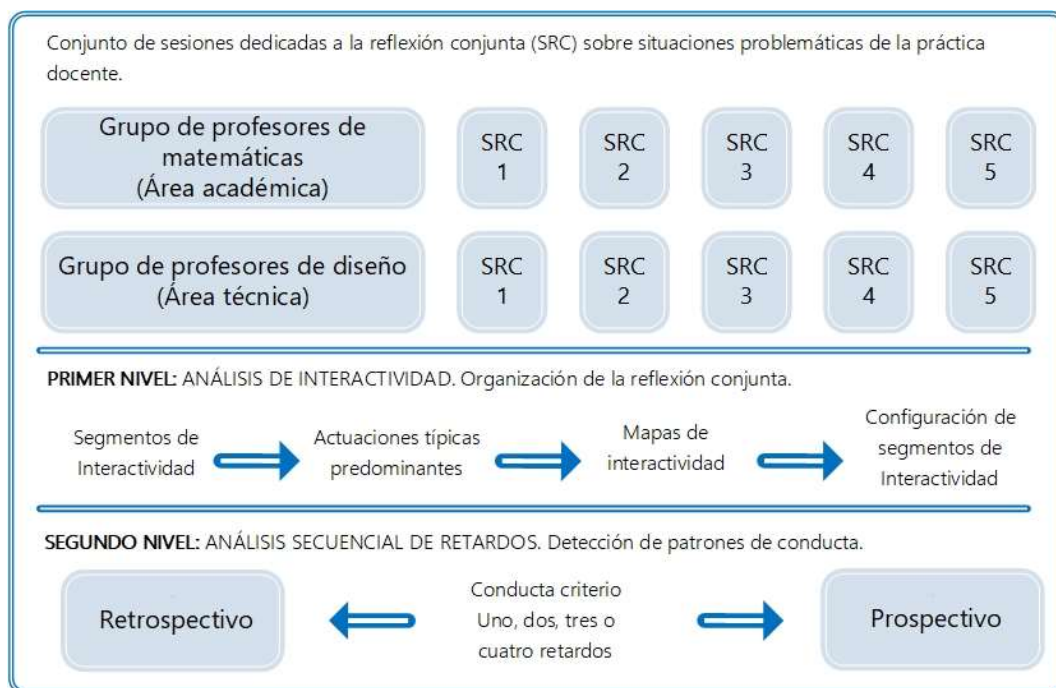 Conjunto de sesiones dedicadas a la reflexión conjunta (SRC) sobre situaciones problemáticas de la práctica
docente.
Grupo de profesores de
matemáticas
(Área académica)
SRC
1
SRC
2
SRC
3
SRC
4
SRC
5
Grupo de profesores de diseño
(Área técnica)
SRC
1
SRC
2
SRC
3
SRC
4
SRC
5
PRIMER NIVEL: ANÁLISIS DE INTERACTIVIDAD. Organización de la reflexión conjunta.
Segmentos de
Interactividad
Actuaciones típicas
predominantes
Mapas de
interactividad
Configuración de
segmentos de
Interactividad
SEGUNDO NIVEL: ANÁLISIS SECUENCIAL DE RETARDOS. Detección de patrones de conducta.
Retrospectivo
Conducta criterio
Uno, dos, tres o
cuatro retardos
Prospectivo